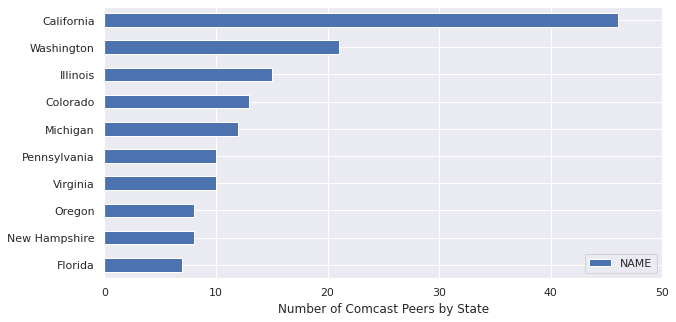 California
Washington
Illinois
Colorado
Michigan
Pennsylvania
Virginia
Oregon
New Hampshire
Florida
NAME
0 10 20 30 40 50
Number of Comcast Peers by State